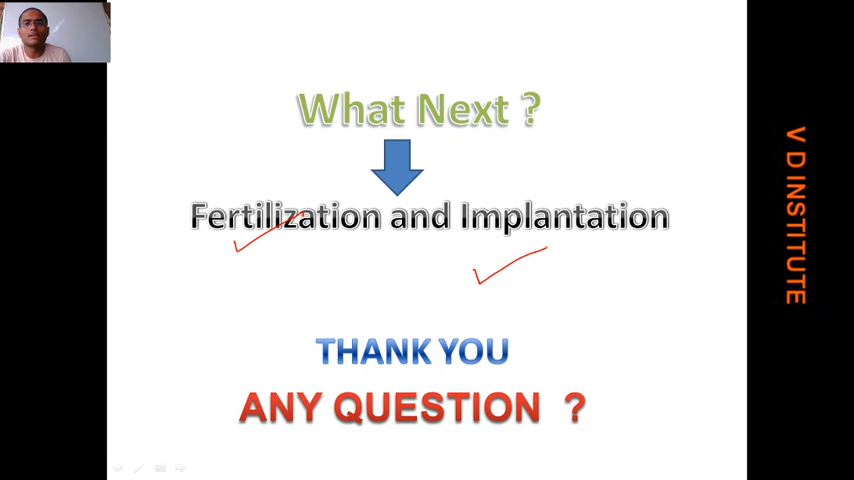 What Next ?
Fertilization and Implantation
THANK YOU
ANY QUESTION ?
V D INSTITUTE